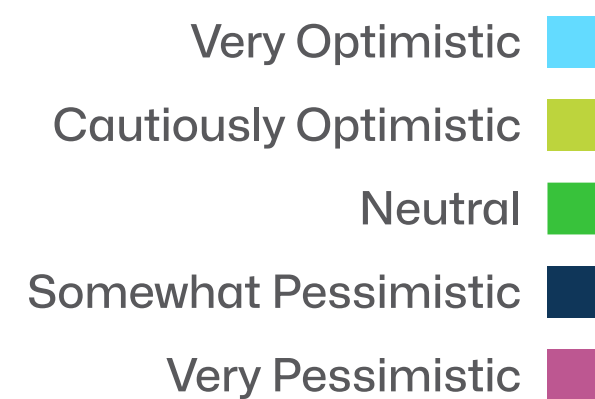 Very Optimistic
Cautiously Optimistic
Neutral
Somewhat Pessimistic
Very Pessimistic